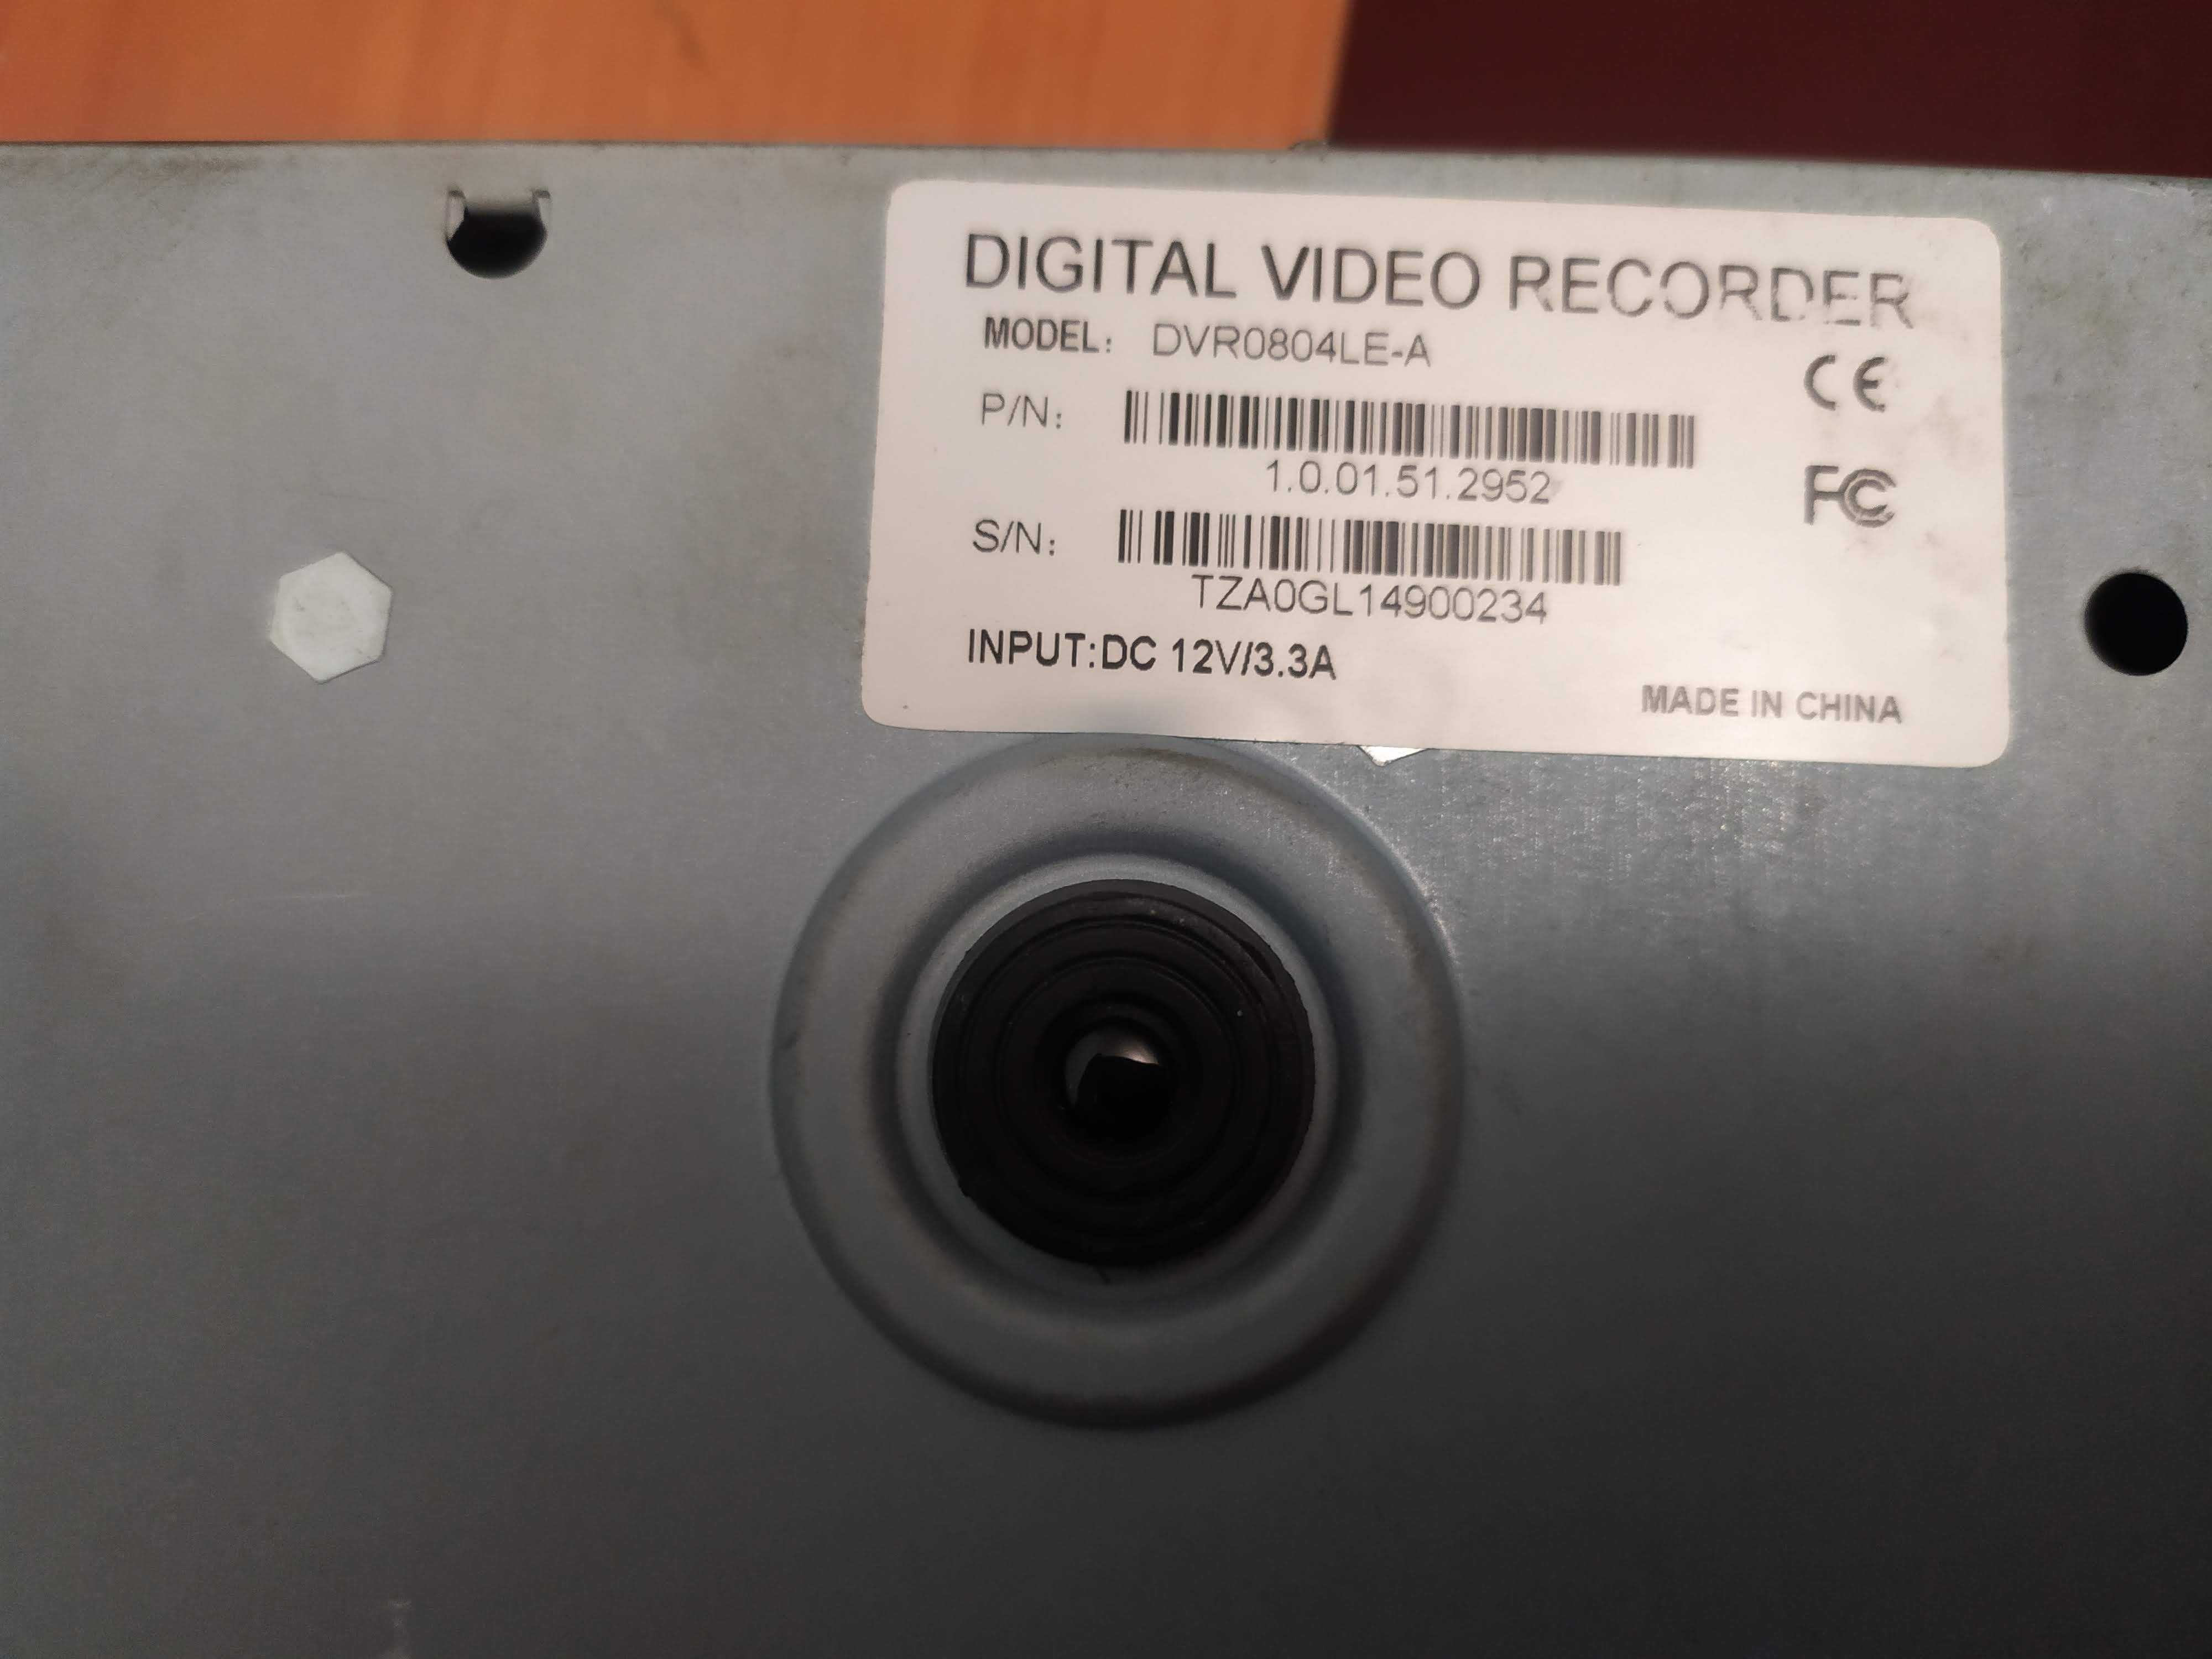 DIGITAL VIDEO RECORDER
MODEL: DVR0804LE-A
CE
P/N:
1.0.01.51.2952
FC
S/N:
TZA0GL14900234
INPUT:DC 12V/3.3A
MADE IN CHINA